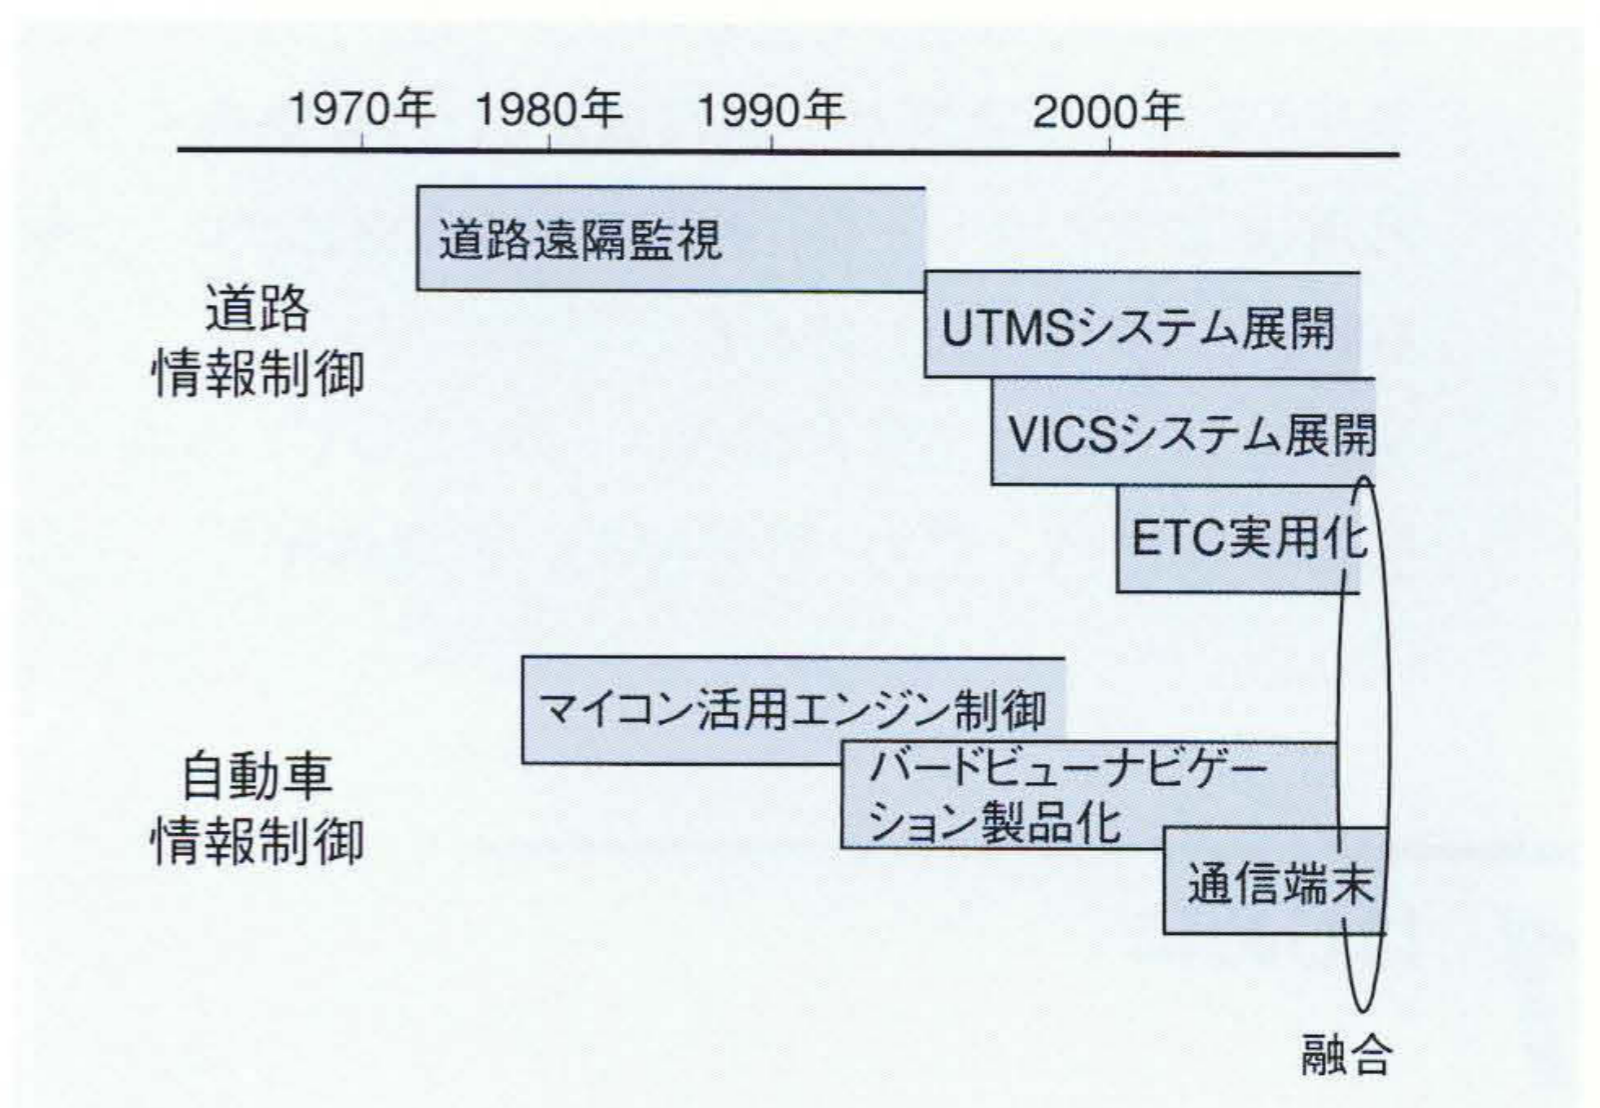 1970年 1980年 1990年 2000年
道路遠隔監視
道路
情報制御
UTMSシステム展開
VICSシステム展開
ETC実用化
マイコン活用エンジン制御
自動車
情報制御
バードビューナビゲー
ション製品化
通信端末
融合